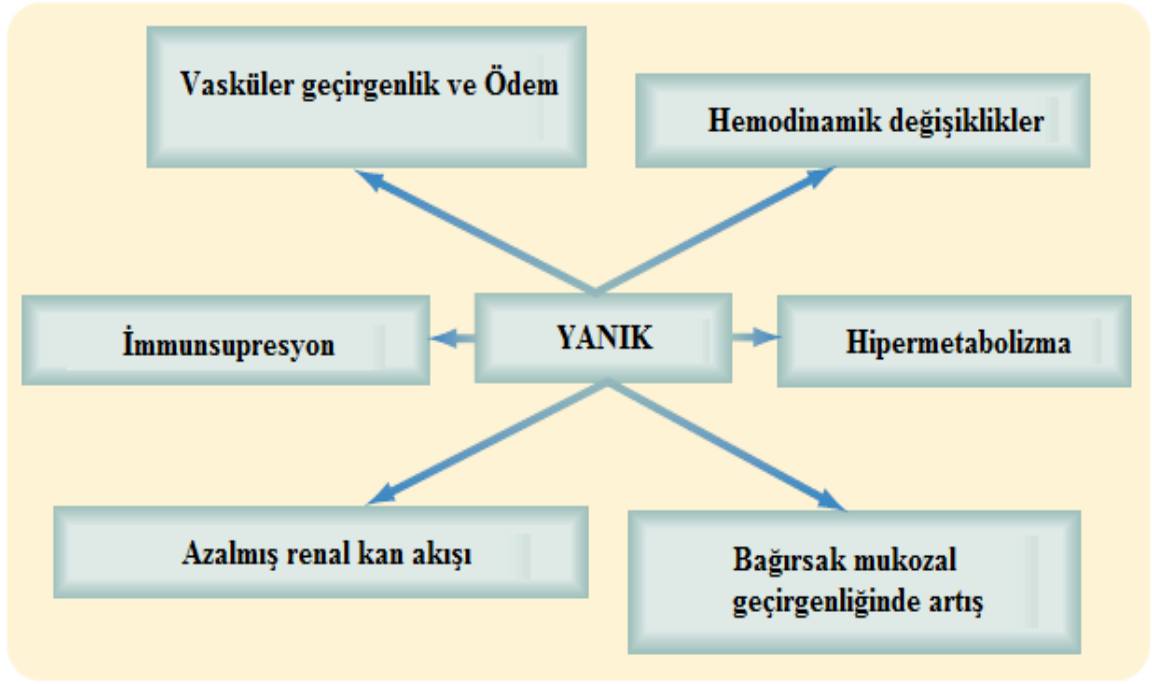 Vasküler geçirgenlik ve Ödem
Hemodinamik değişiklikler
İmmunsupresyon
YANIK
Hipermetabolizma
Azalmış renal kan akışı
Bağırsak mukozal
geçirgenliğinde artış